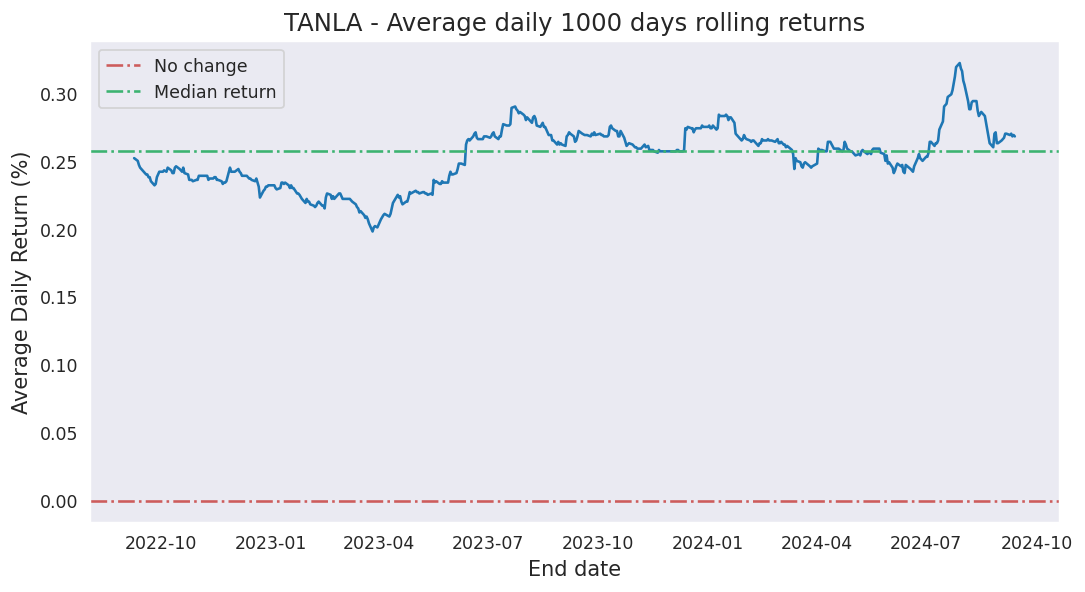 TANLA - Average daily 1000 days rolling returns
No change
Median return
Average Daily Return (%)
0.30
0.25
0.20
0.15
0.10
0.05
0.00
2022-10 2023-01 2023-04 2023-07 2023-10 2024-01 2024-04 2024-07 2024-10
End date